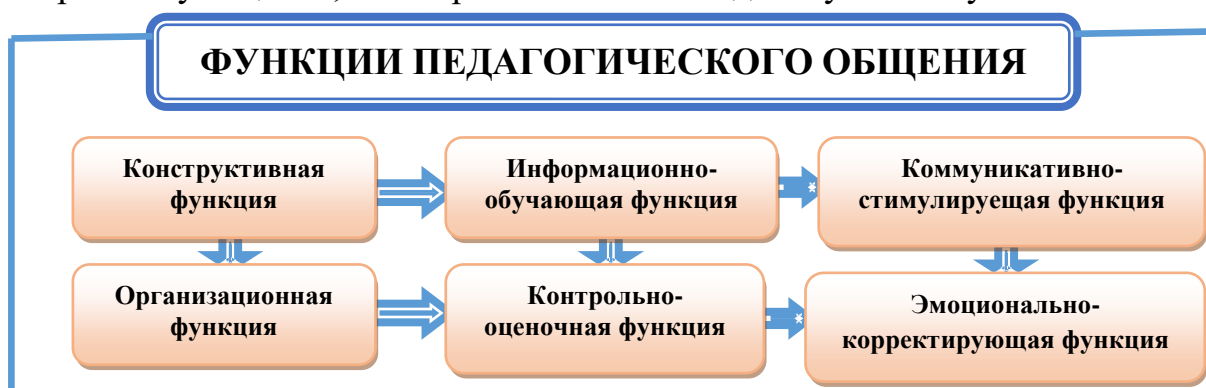 ФУНКЦИИ ПЕДАГОГИЧЕСКОГО ОБЩЕНИЯ
Конструктивная
функция
Информационно-
обучающая функция
Коммуникативно-
стимулируещая функция
Организационная
функция
Контрольно-
оценочная функция
Эмоционально-
корректирующая функция